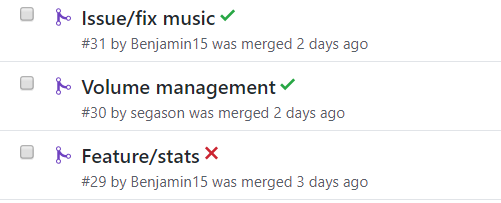 Issue/fix music
#31 by Benjamin15 was merged 2 days ago
Volume management
#30 by segason was merged 2 days ago
Feature/stats
#29 by Benjamin15 was merged 3 days ago